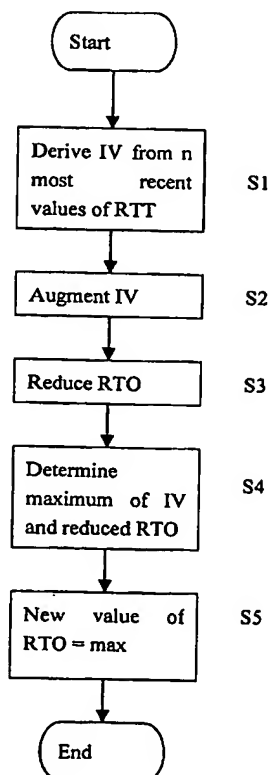 Start
Derive IV from n
most recent
values of RTT
S1
Augment IV
S2
Reduce RTO
S3
Determine
maximum of IV
and reduced RTO
S4
New value of
RTO = max
S5
End